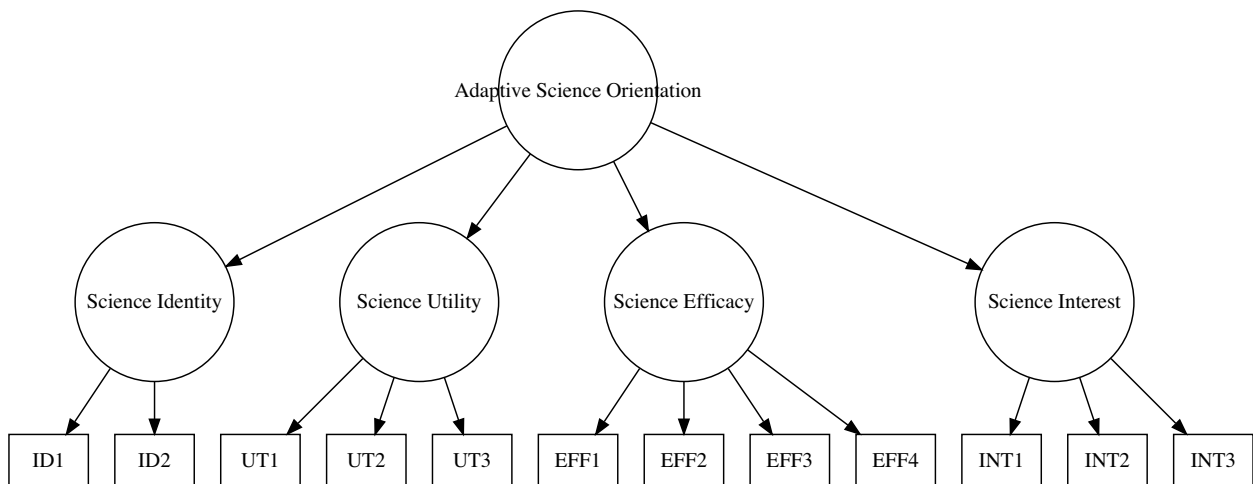 Adaptive Science Orientation
Science Identity
Science Utility
Science Efficacy
Science Interest
ID1
ID2
UT1
UT2
UT3
EFF1
EFF2
EFF3
EFF4
INT1
INT2
INT3